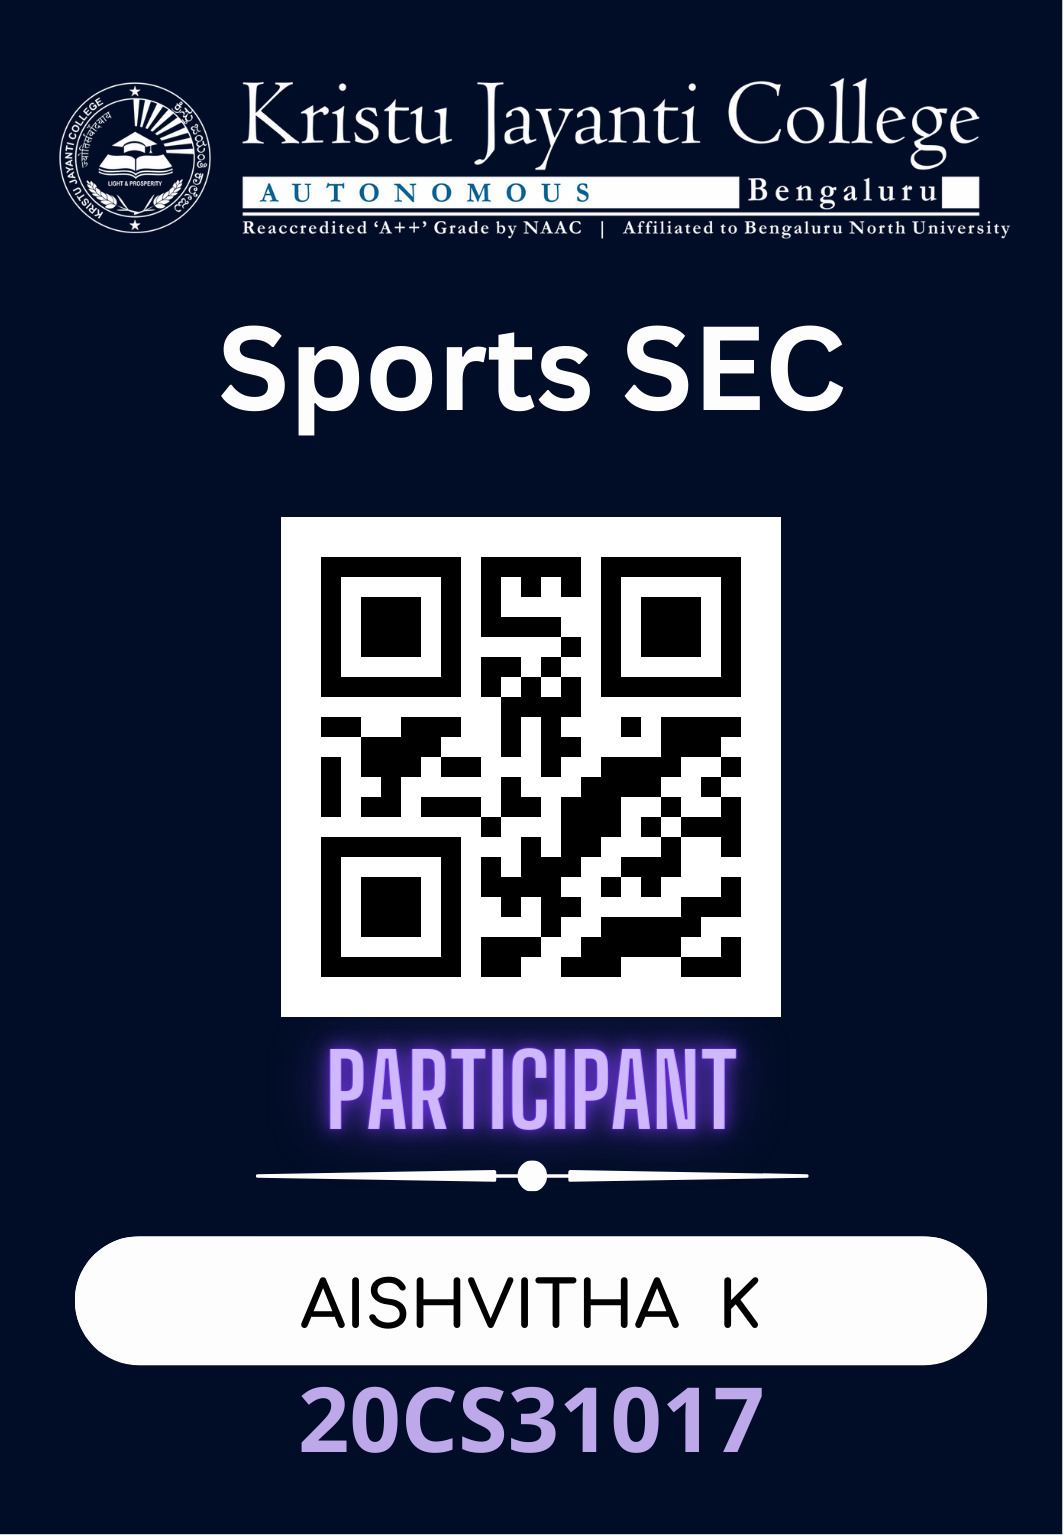 KRISTU JAYANTI COLLEGE
ಕ್ರಿಸ್ತು ಜಯಂತಿ ಕಾಲೇಜು
LIGHT & PROSPERITY
Kristu Jayanti College
AUTONOMOUS Bengaluru
Reaccredited ‘A++’ Grade by NAAC | Affiliated to Bengaluru North University
Sports SEC
PARTICIPANT
AISHVITHA K
20CS31017